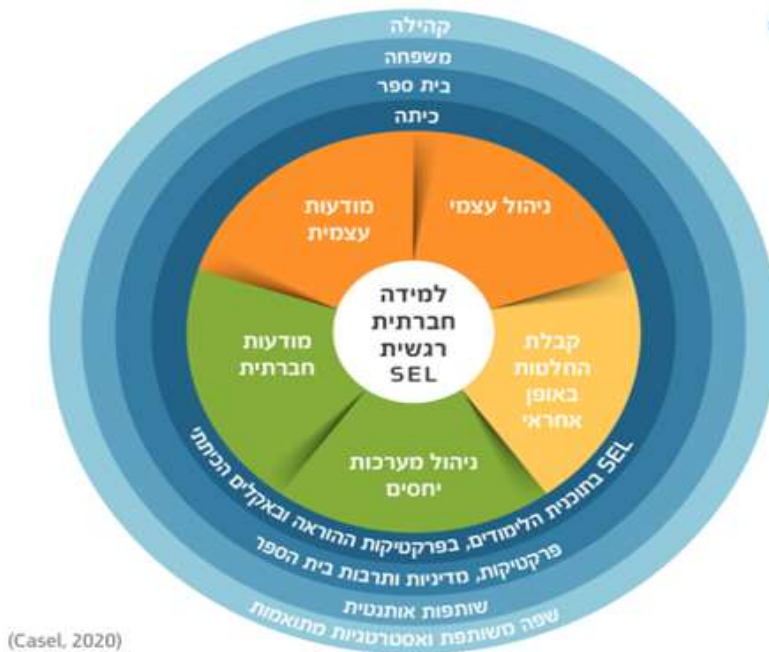 קהילה
משפחה
בית ספר
כיתה
ניהול עצמי
מודעות
עצמית
למידה
חברתית
רגשית
SEL
קבלת
החלטות
באופן
אחראי
מודעות
חברתית
ניהול מערכות
יחסים
SEL בתוכנית הלימודים, בפרקטיקות ההוראה ובאקלים הכיתתי
פרקטיקות, מדיניות ותרבות בית הספר
שותפות אותנטית
שפה משותפת ואסטרטגיות מתואמות
(Casel, 2020)